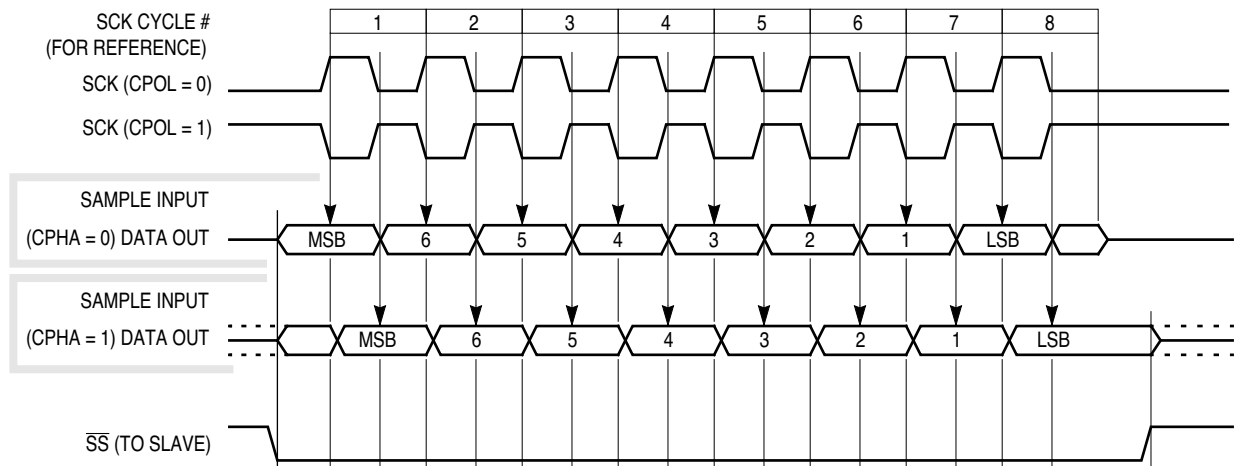 SCK CYCLE # 1 2 3 4 5 6 7 8
(FOR REFERENCE)
SCK (CPOL = 0)
SCK (CPOL = 1)
SAMPLE INPUT
(CPHA = 0) DATA OUT MSB 6 5 4 3 2 1 LSB
SAMPLE INPUT
(CPHA = 1) DATA OUT MSB 6 5 4 3 2 1 LSB
SS (TO SLAVE)